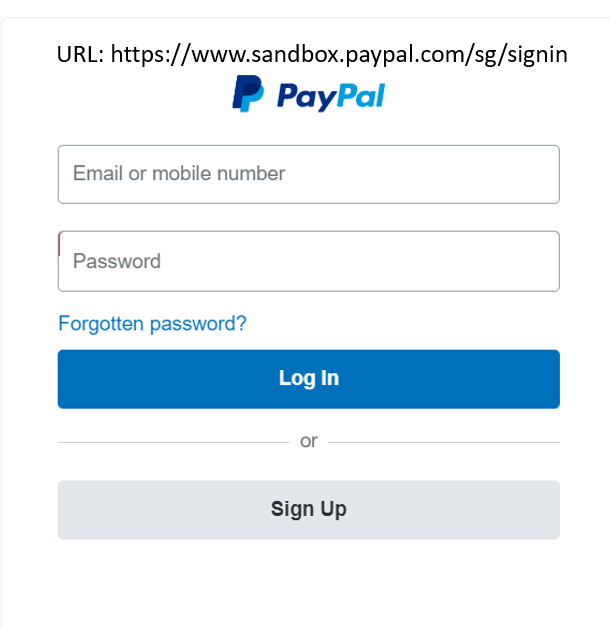 URL: https://www.sandbox.paypal.com/sg/signin
PayPal
Email or mobile number
Password
Forgotten password?
Log In
or
Sign Up